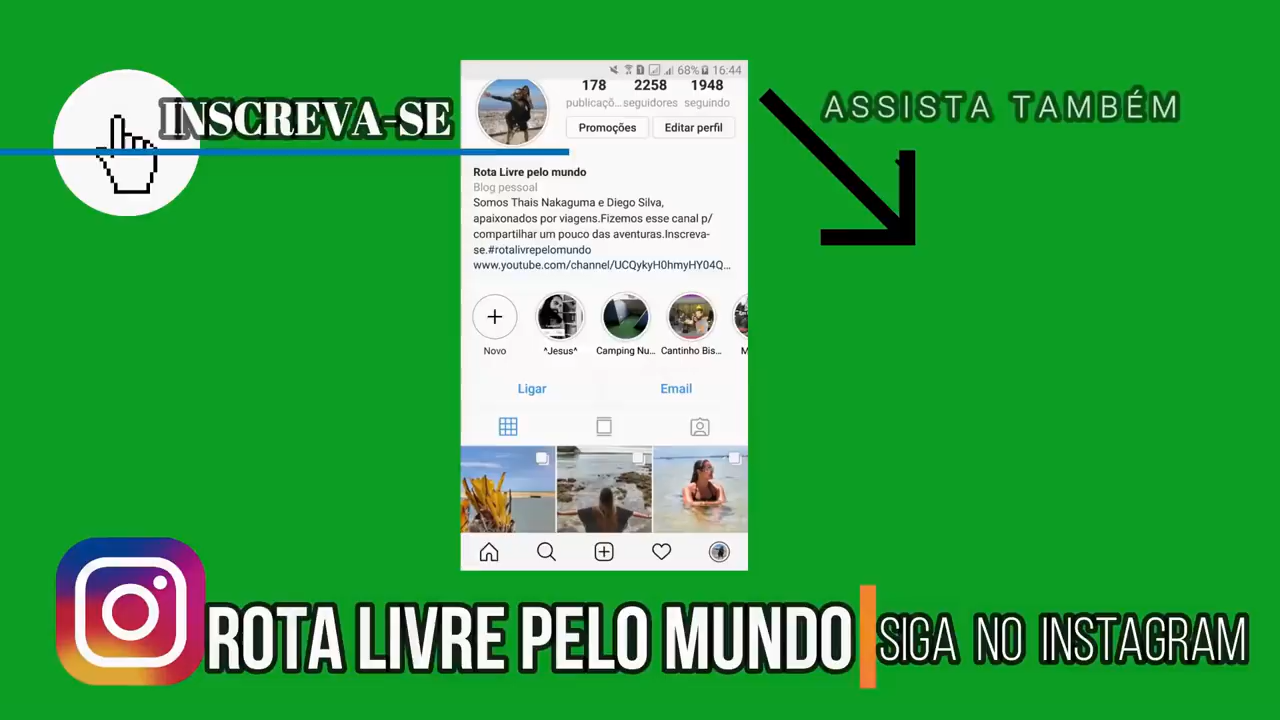 INSCREVA-SE
68% 16:44
178 2258 1948
publicaçõ... seguidores seguindo
Promoções Editar perfil
ASSISTA TAMBÉM
Rota Livre pelo mundo
Blog pessoal
Somos Thais Nakaguma e Diego Silva,
apaixonados por viagens.Fizemos esse canal p/
compartilhar um pouco das aventuras.Inscreva-
se.#rotalivrepelomundo
www.youtube.com/channel/UCQykyH0hmyHY04Q...
Novo ^Jesus^ Camping Nu... Cantinho Bis... M
Ligar Email
ROTA LIVRE PELO MUNDO
SIGA NO INSTAGRAM